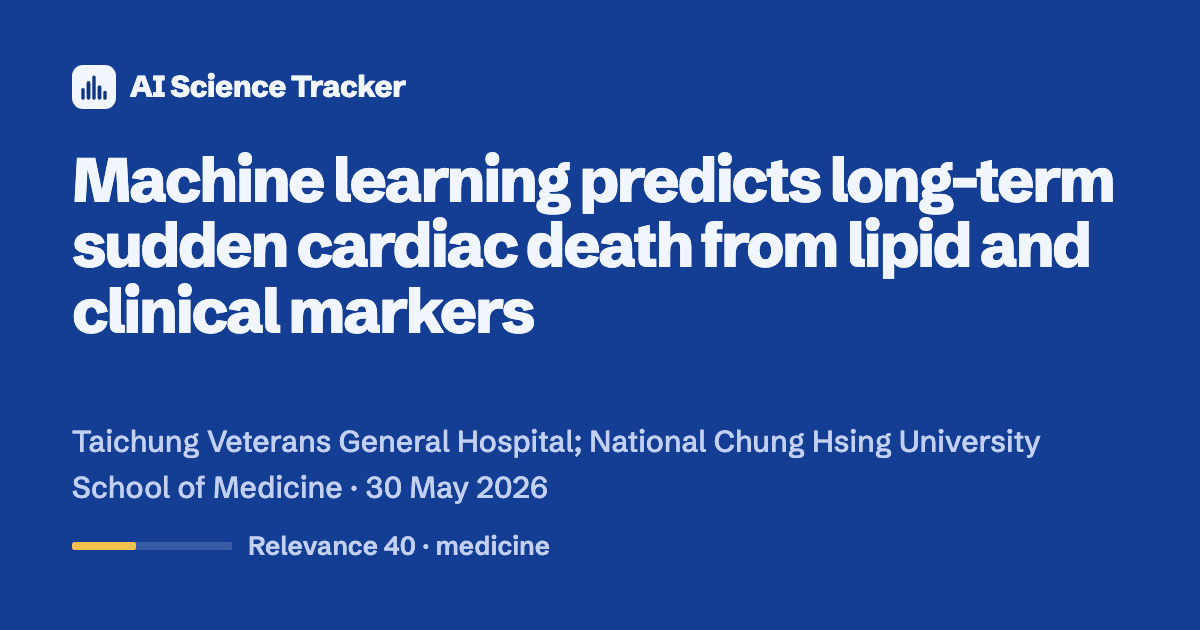 AI Science Tracker
Machine learning predicts long-term
sudden cardiac death from lipid and
clinical markers
Taichung Veterans General Hospital; National Chung Hsing University
School of Medicine · 30 May 2026
Relevance 40 · medicine